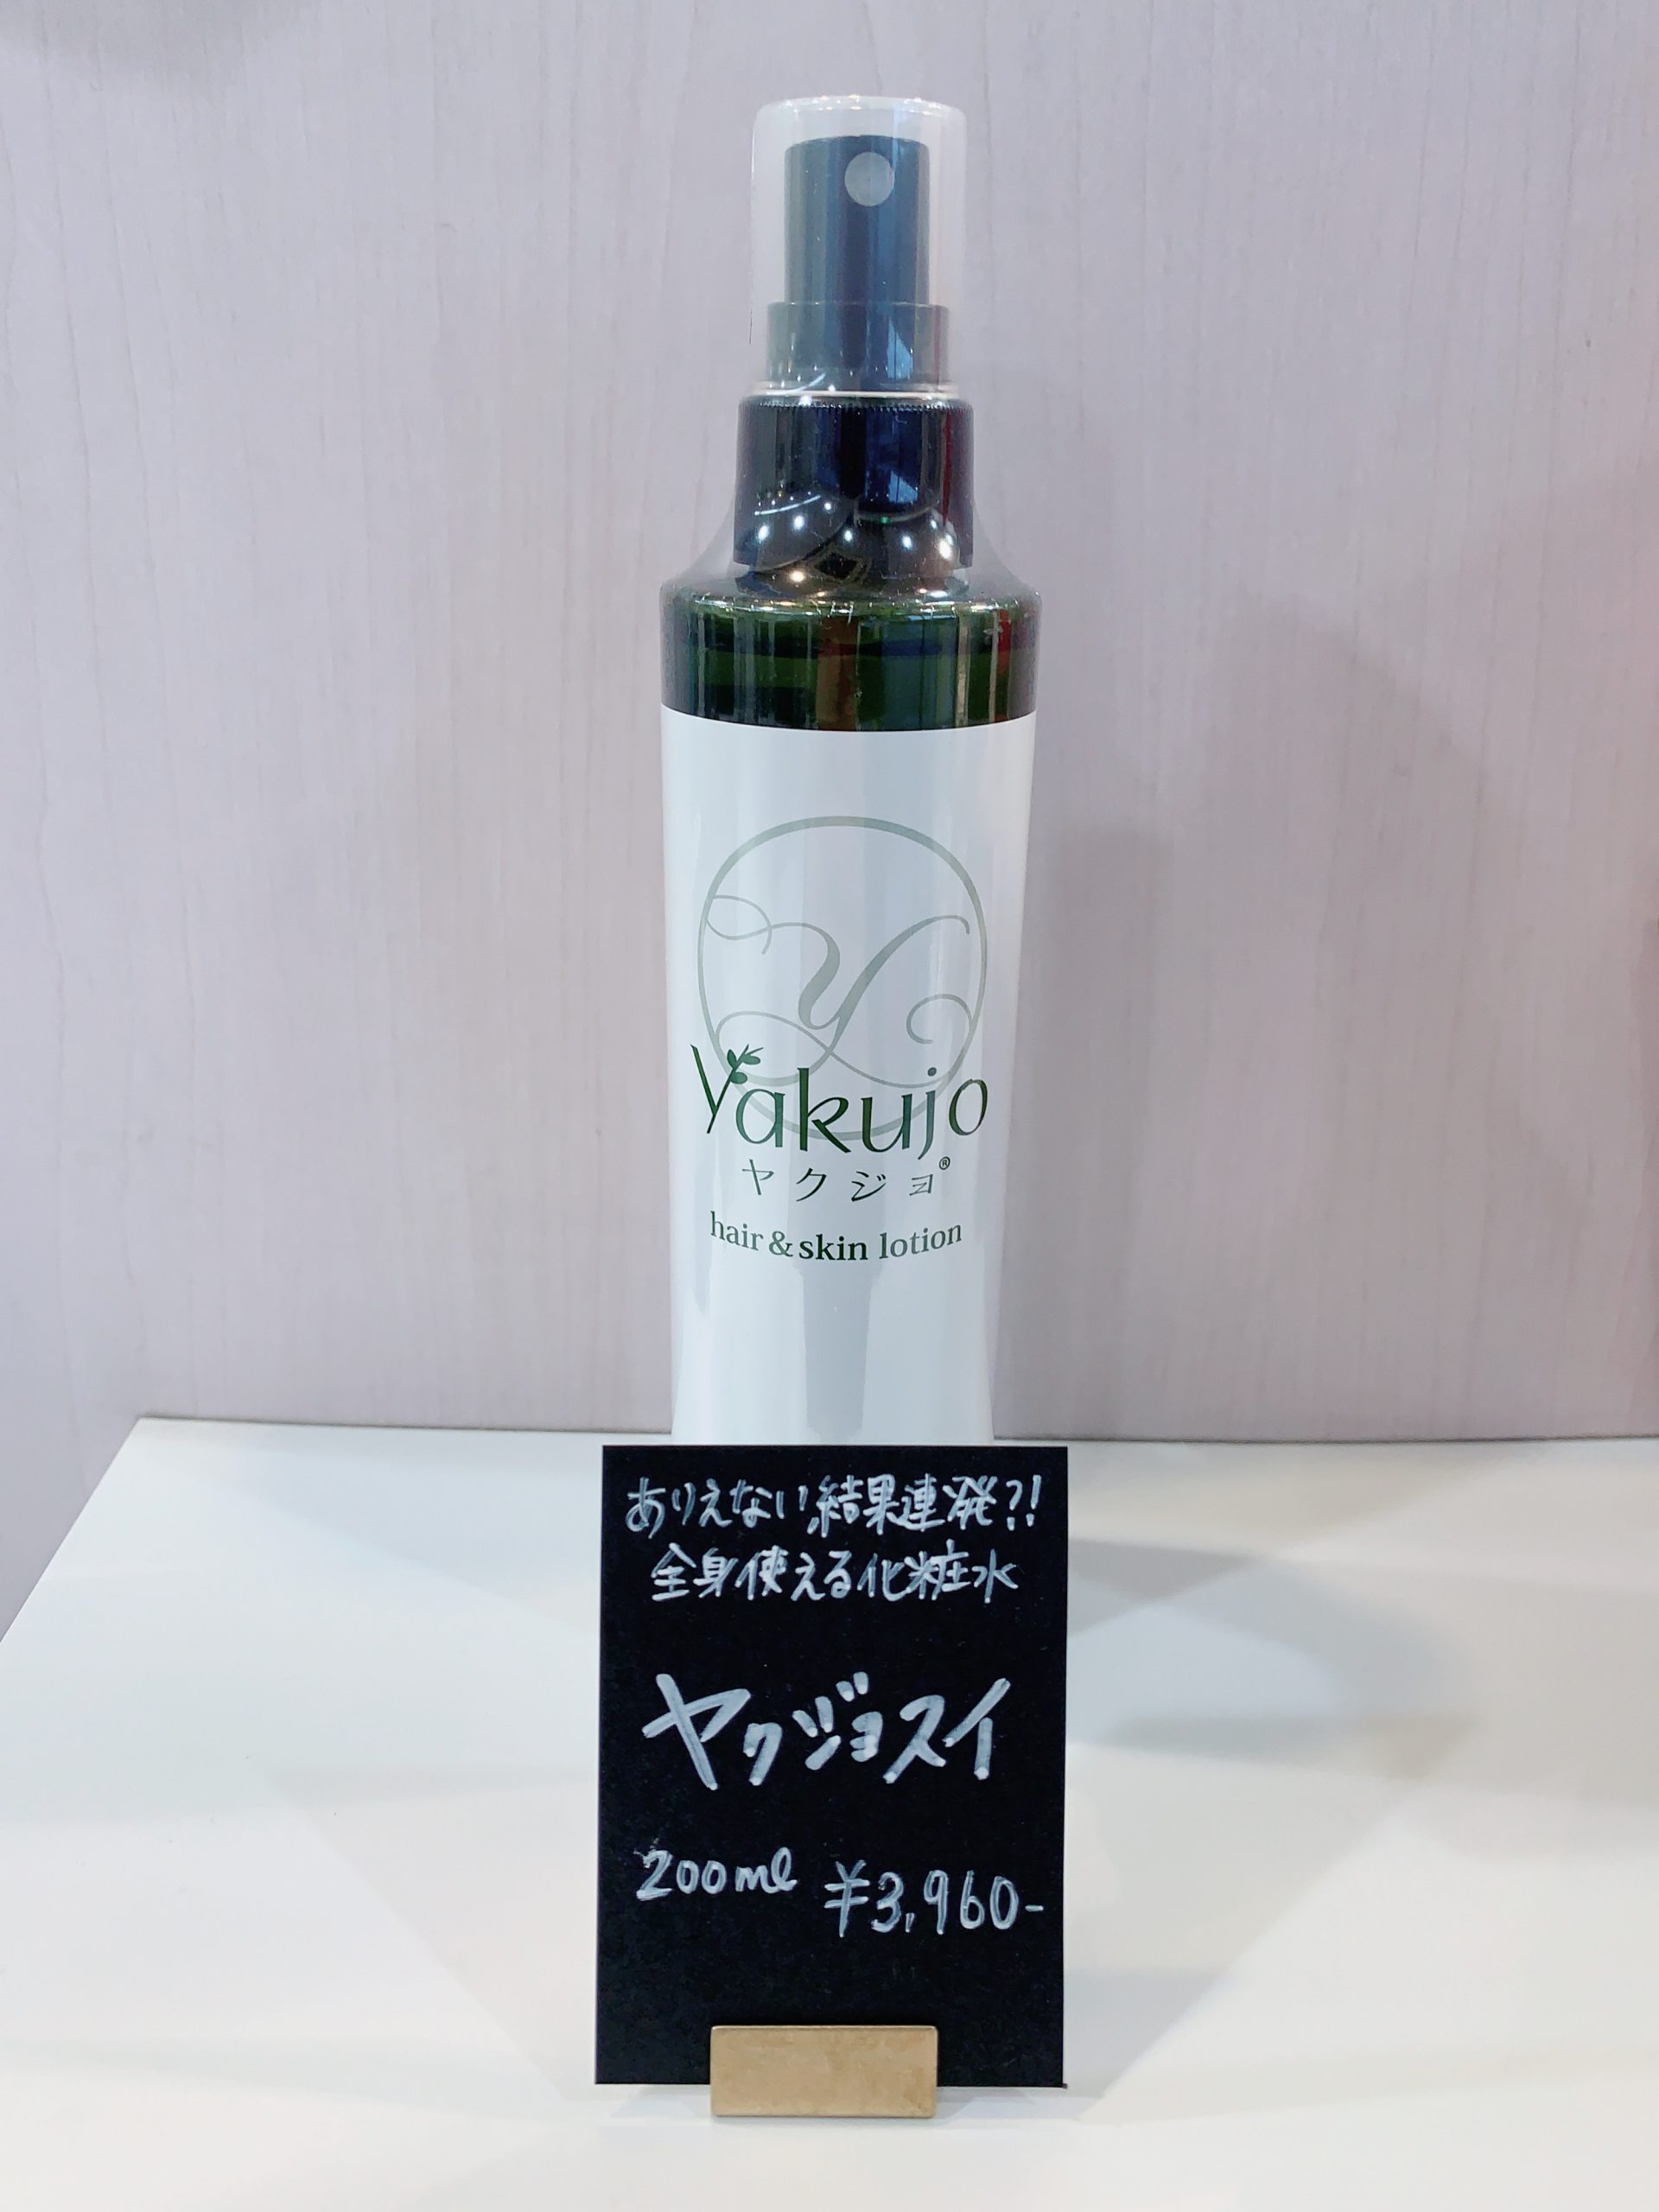 Y
Yakujo
ヤクジョ®
hair & skin lotion
ありえない結果連発?!
全身使える化粧水
ヤクジョスイ
200ml ¥3,960-